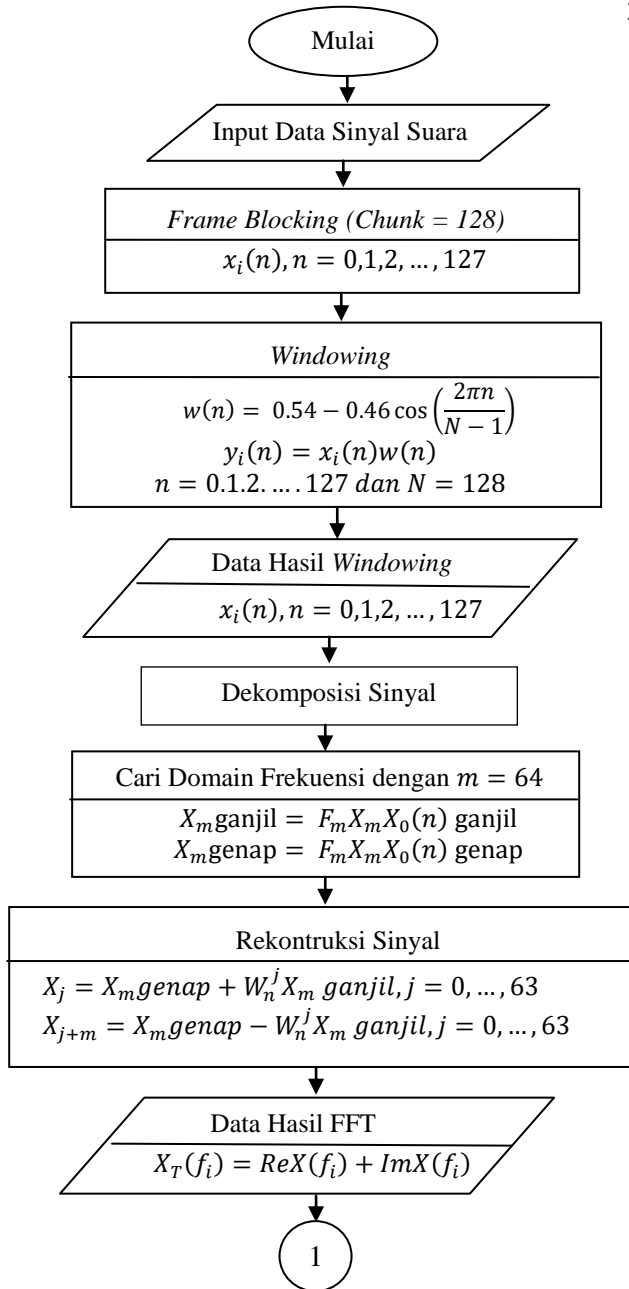 Mulai
Input Data Sinyal Suara
Frame Blocking (Chunk = 128)
x_i(n), n = 0,1,2, … , 127
Windowing
w(n) = 0.54 − 0.46 cos (2πn / N − 1)
y_i(n) = x_i(n)w(n)
n = 0.1.2. … . 127 dan N = 128
Data Hasil Windowing
x_i(n), n = 0,1,2, … , 127
Dekomposisi Sinyal
Cari Domain Frekuensi dengan m = 64
X_m ganjil = F_m X_m X_0(n) ganjil
X_m genap = F_m X_m X_0(n) genap
Rekontruksi Sinyal
X_j = X_m genap + W_n^j X_m ganjil, j = 0, … , 63
X_{j+m} = X_m genap − W_n^j X_m ganjil, j = 0, … , 63
Data Hasil FFT
X_T(f_i) = ReX(f_i) + ImX(f_i)
1